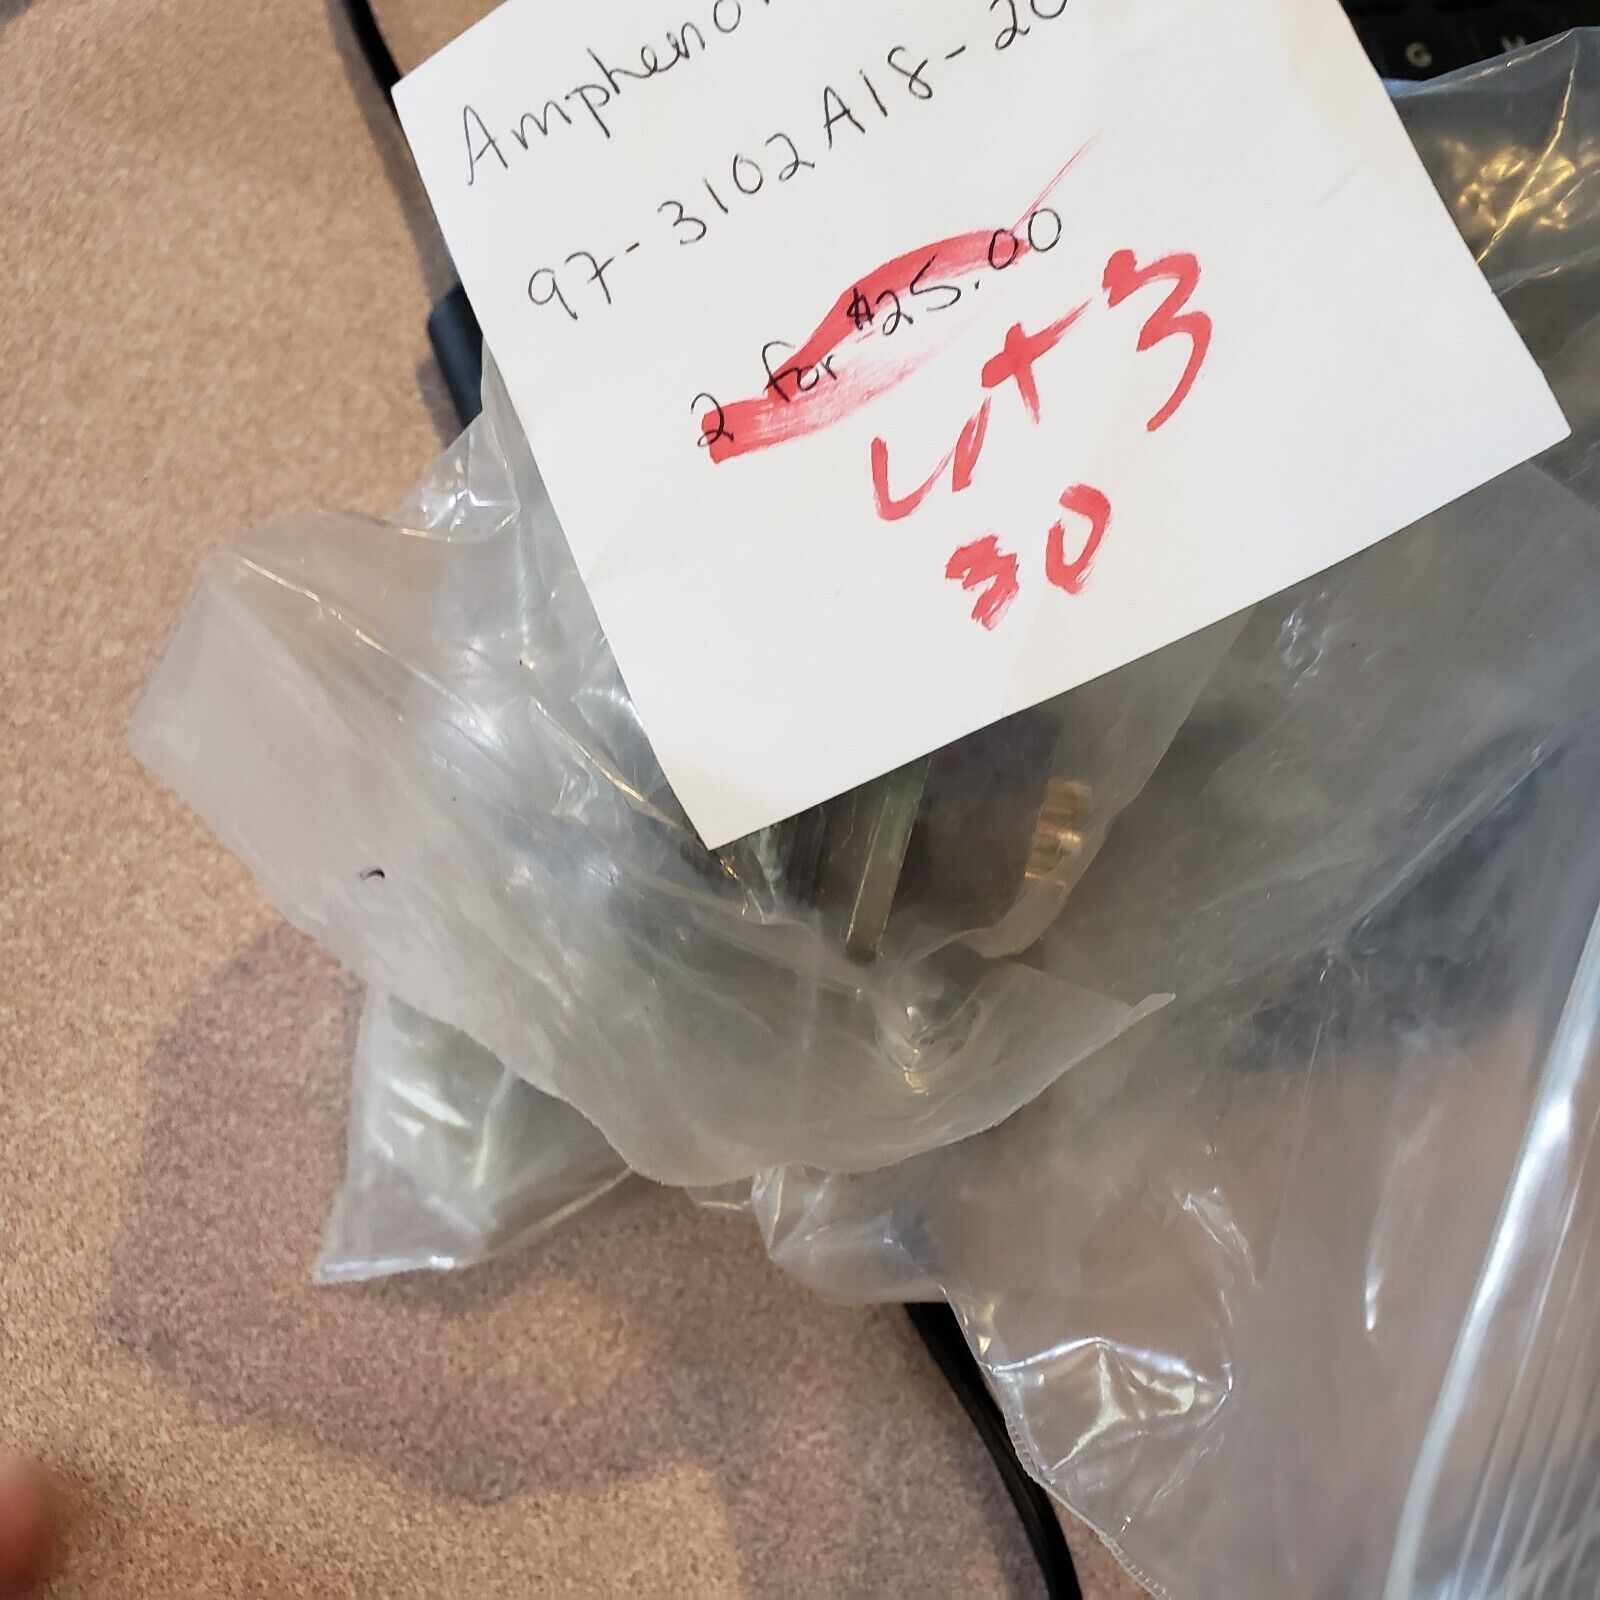 Amphenol
97-3102A18-20
2 for $25.00
Lot 3
30
G